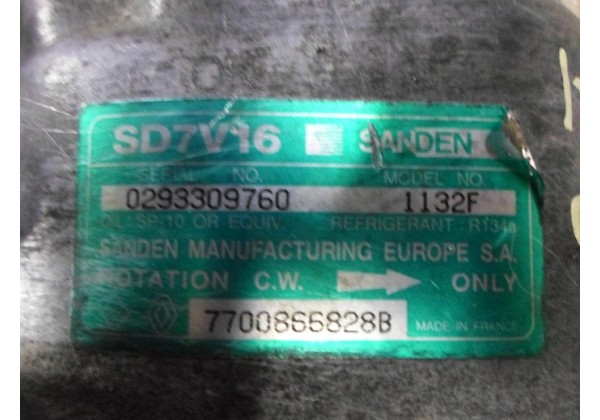 SD7V16 SANDEN
SERIAL NO. MODEL NO.
0293309760 1132F
OIL SP-10 OR EQUIV. REFRIGERANT : R134a
SANDEN MANUFACTURING EUROPE S.A.
ROTATION C.W. ONLY
7700865828B MADE IN FRANCE